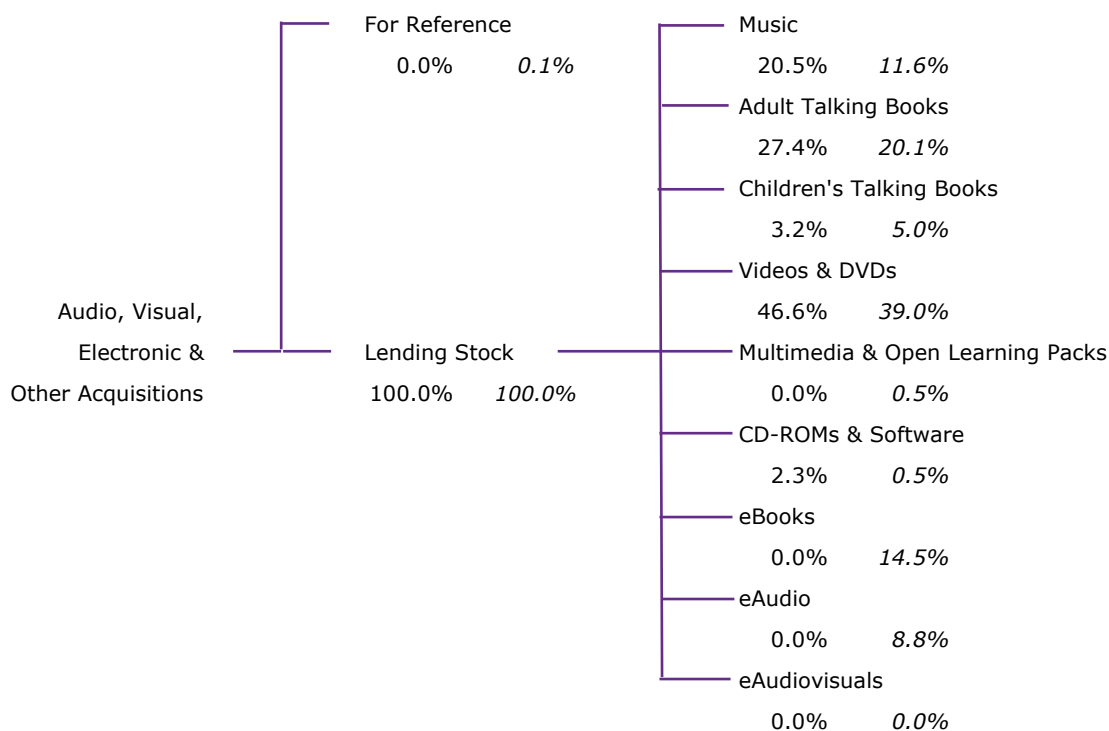 For Reference
0.0% 0.1%
Audio, Visual,
Electronic &
Other Acquisitions
Lending Stock
100.0% 100.0%
Music
20.5% 11.6%
Adult Talking Books
27.4% 20.1%
Children's Talking Books
3.2% 5.0%
Videos & DVDs
46.6% 39.0%
Multimedia & Open Learning Packs
0.0% 0.5%
CD-ROMs & Software
2.3% 0.5%
eBooks
0.0% 14.5%
eAudio
0.0% 8.8%
eAudiovisuals
0.0% 0.0%